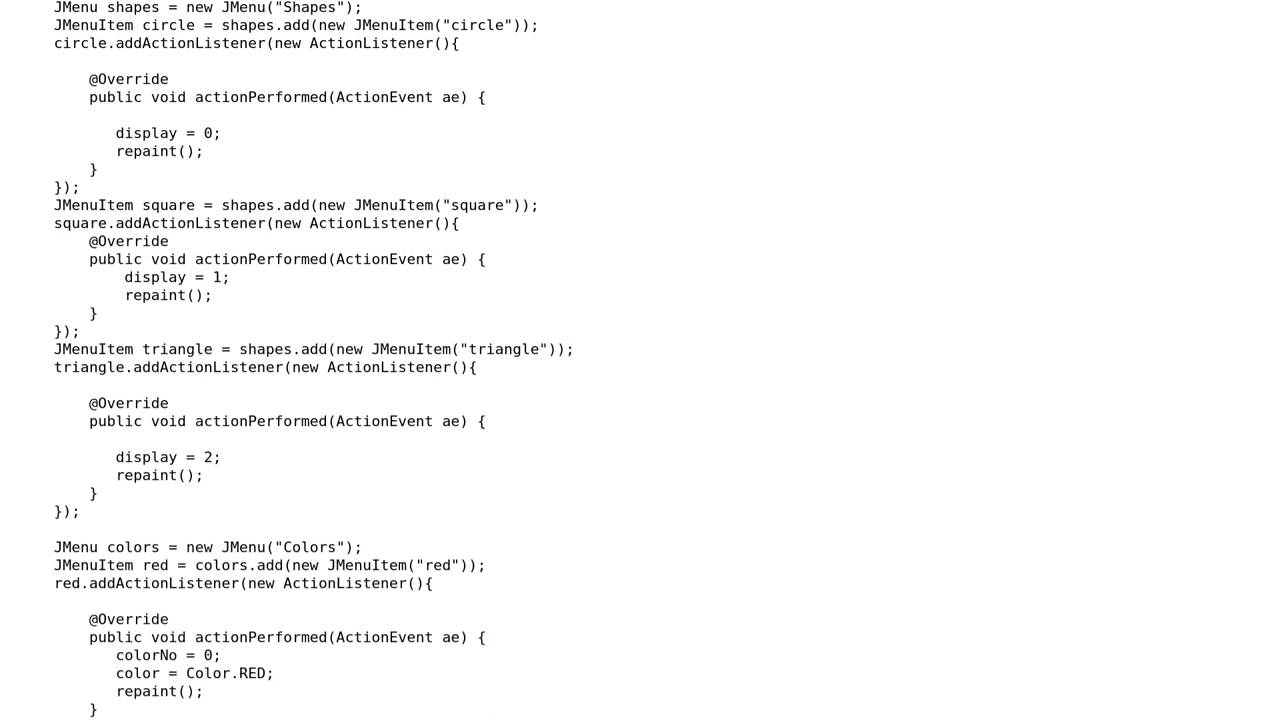 JMenu shapes = new JMenu("Shapes");
JMenuItem circle = shapes.add(new JMenuItem("circle"));
circle.addActionListener(new ActionListener(){
@Override
public void actionPerformed(ActionEvent ae) {
display = 0;
repaint();
}
});
JMenuItem square = shapes.add(new JMenuItem("square"));
square.addActionListener(new ActionListener(){
@Override
public void actionPerformed(ActionEvent ae) {
display = 1;
repaint();
}
});
JMenuItem triangle = shapes.add(new JMenuItem("triangle"));
triangle.addActionListener(new ActionListener(){
@Override
public void actionPerformed(ActionEvent ae) {
display = 2;
repaint();
}
});
JMenu colors = new JMenu("Colors");
JMenuItem red = colors.add(new JMenuItem("red"));
red.addActionListener(new ActionListener(){
@Override
public void actionPerformed(ActionEvent ae) {
colorNo = 0;
color = Color.RED;
repaint();
}